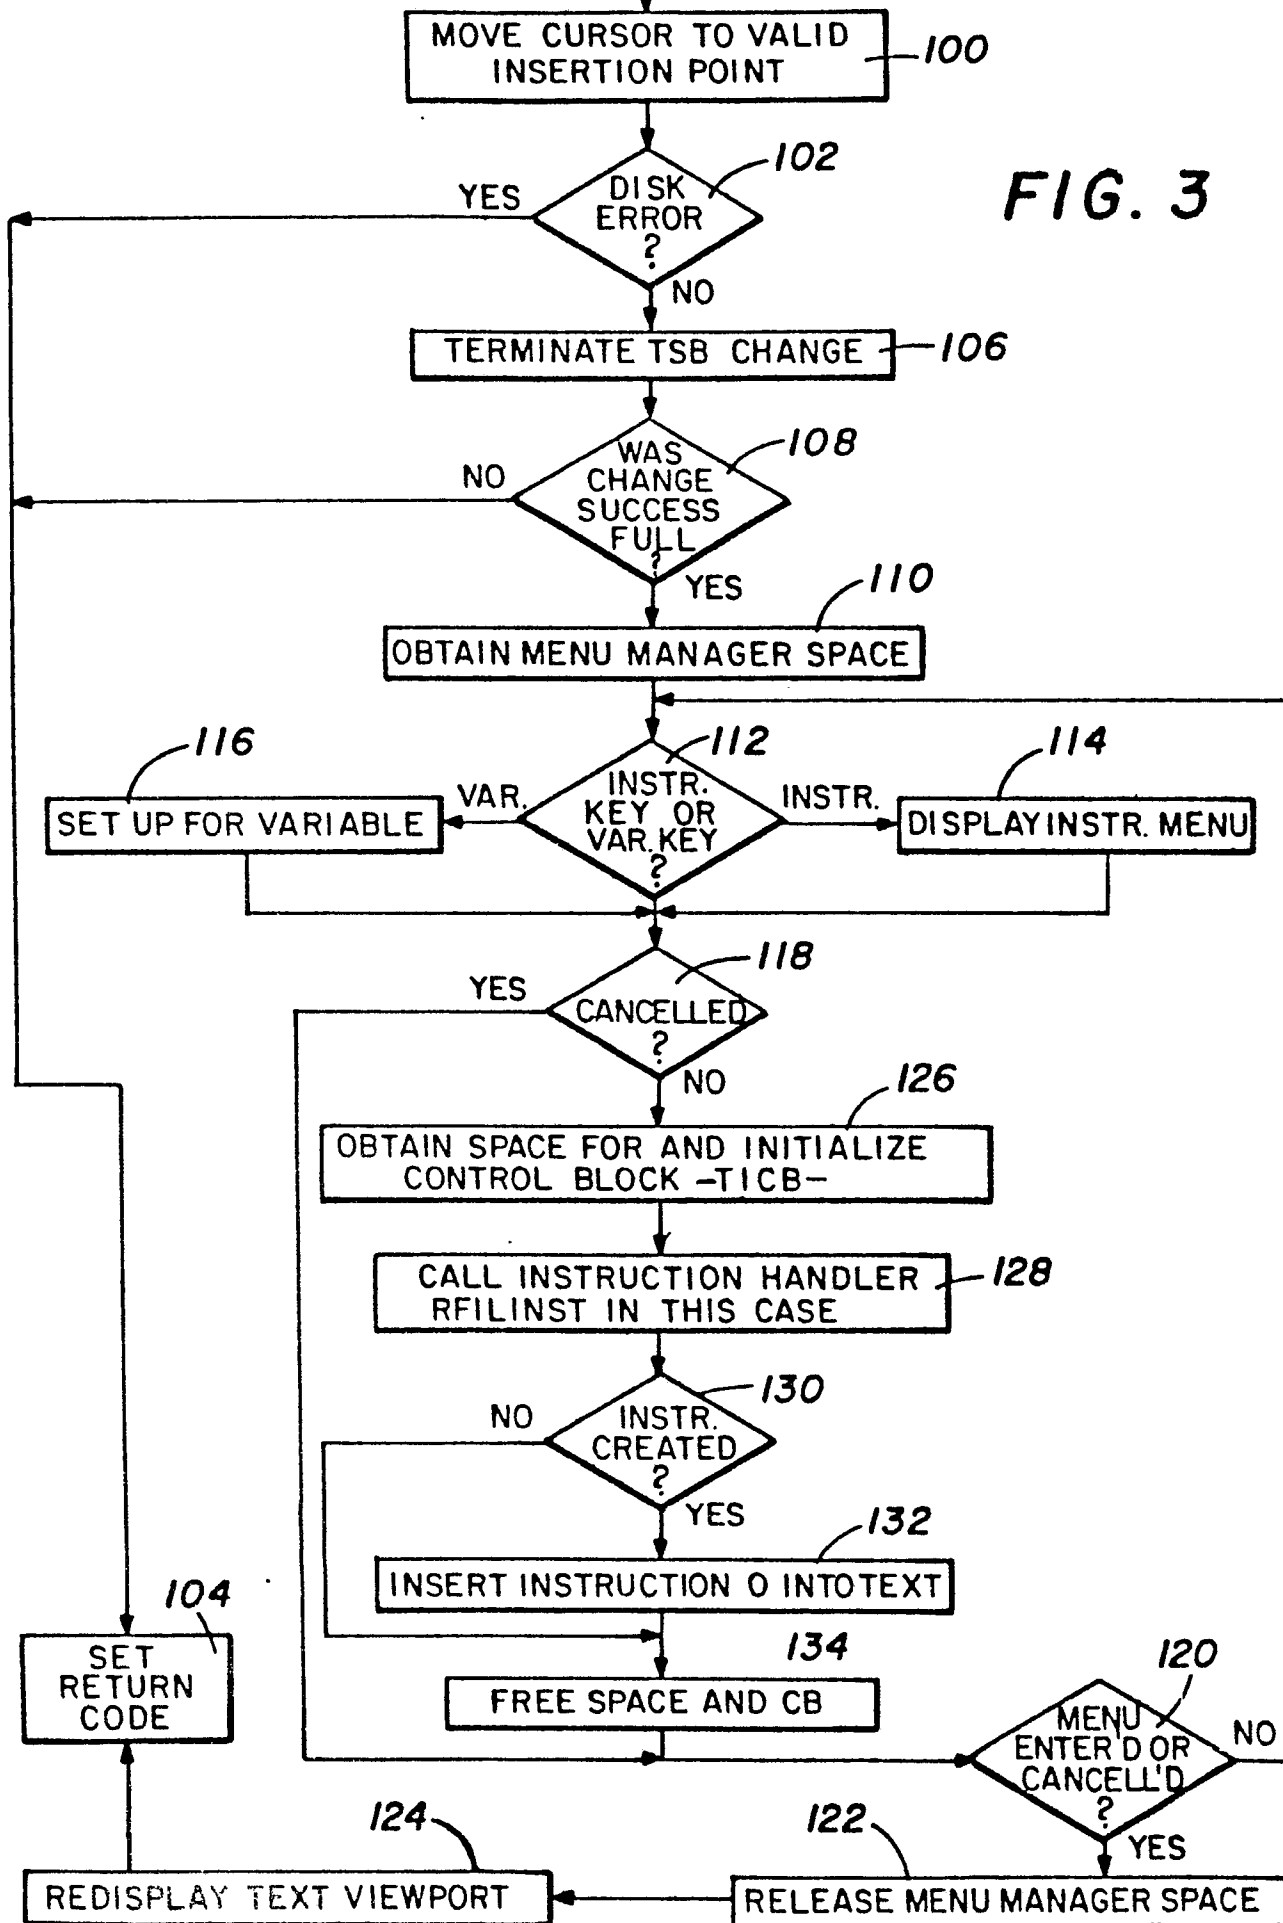 MOVE CURSOR TO VALID
INSERTION POINT
100
102
FIG. 3
YES
DISK
ERROR
?
NO
TERMINATE TSB CHANGE
106
108
NO
WAS
CHANGE
SUCCESS
FULL
?
YES
110
OBTAIN MENU MANAGER SPACE
116
112
114
SET UP FOR VARIABLE
VAR.
INSTR.
KEY OR
VAR. KEY
?
INSTR.
DISPLAY INSTR. MENU
118
YES
CANCELLED
?
NO
126
OBTAIN SPACE FOR AND INITIALIZE
CONTROL BLOCK -TICB-
CALL INSTRUCTION HANDLER
RFILINST IN THIS CASE
128
130
NO
INSTR.
CREATED
?
YES
132
INSERT INSTRUCTION O INTO TEXT
104
SET
RETURN
CODE
134
FREE SPACE AND CB
120
MENU
ENTER'D OR
CANCELL'D
?
NO
YES
124
122
REDISPLAY TEXT VIEWPORT
RELEASE MENU MANAGER SPACE